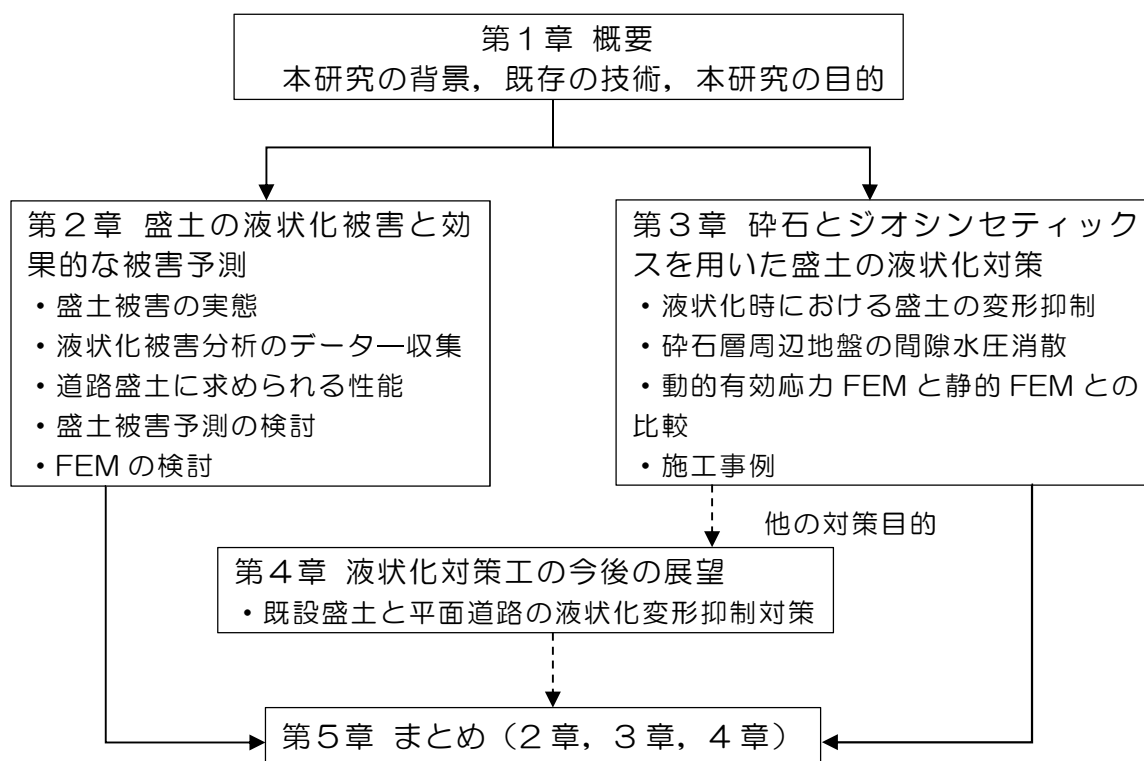 第１章 概要
本研究の背景，既存の技術，本研究の目的
第２章 盛土の液状化被害と効
果的な被害予測
・盛土被害の実態
・液状化被害分析のデータ―収集
・道路盛土に求められる性能
・盛土被害予測の検討
・FEM の検討
第３章 砕石とジオシンセティック
スを用いた盛土の液状化対策
・液状化時における盛土の変形抑制
・砕石層周辺地盤の間隙水圧消散
・動的有効応力 FEM と静的 FEM との
比較
・施工事例
他の対策目的
第４章 液状化対策工の今後の展望
・既設盛土と平面道路の液状化変形抑制対策
第５章 まとめ（２章，３章，４章）